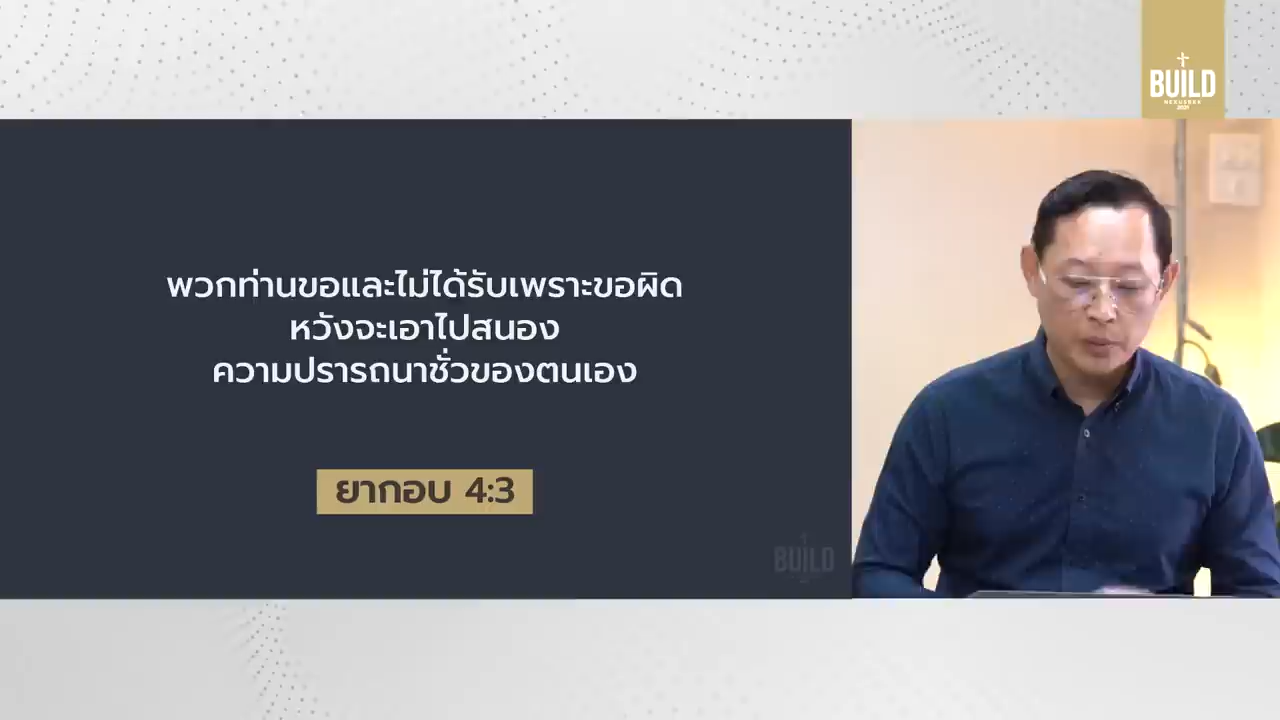 BUILD
NEXUSBKK
พวกท่านขอและไม่ได้รับเพราะขอผิด
หวังจะเอาไปสนอง
ความปรารถนาชั่วของตนเอง
ยากอบ 4:3
BUILD